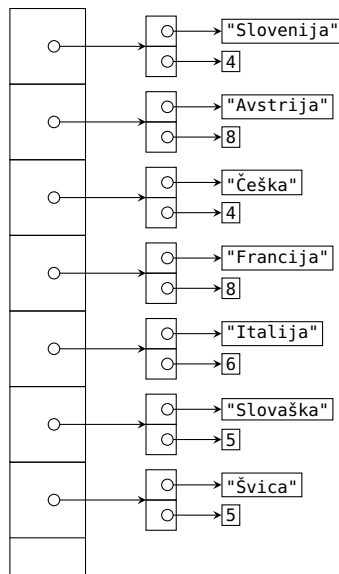 "Slovenija"
4
"Avstrija"
8
"Češka"
4
"Francija"
8
"Italija"
6
"Slovaška"
5
"Švica"
5